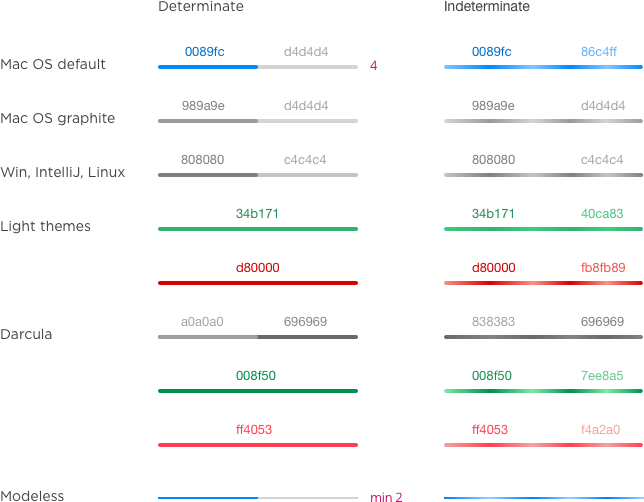 Determinate Indeterminate
0089fc d4d4d4 0089fc 86c4ff
Mac OS default 4
989a9e d4d4d4 989a9e d4d4d4
Mac OS graphite
808080 c4c4c4 808080 c4c4c4
Win, IntelliJ, Linux
34b171 34b171 40ca83
Light themes
d80000 d80000 fb8fb89
a0a0a0 696969 838383 696969
Darcula
008f50 008f50 7ee8a5
ff4053 ff4053 f4a2a0
Modeless min 2